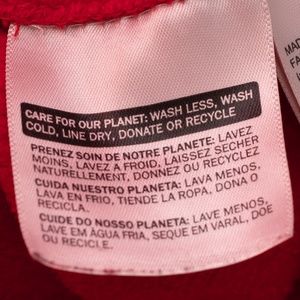 CARE FOR OUR PLANET: WASH LESS, WASH
COLD, LINE DRY, DONATE OR RECYCLE
PRENEZ SOIN DE NOTRE PLANETE: LAVEZ
MOINS, LAVEZ A FROID, LAISSEZ SECHER
NATURELLEMENT, DONNEZ OU RECYCLEZ
CUIDA NUESTRO PLANETA: LAVA MENOS,
LAVA EN FRIO, TIENDE LA ROPA, DONA O
RECICLA.
CUIDE DO NOSSO PLANETA: LAVE MENOS,
LAVE EM ÁGUA FRIA, SEQUE EM VARAL, DOE
OU RECICLE.
MAD
FA